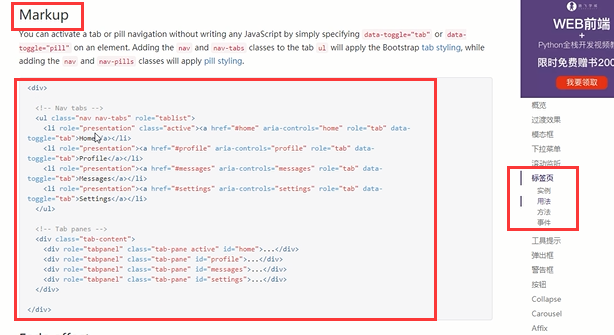 Markup
You can activate a tab or pill navigation without writing any JavaScript by simply specifying data-toggle="tab" or data-
toggle="pill" on an element. Adding the nav and nav-tabs classes to the tab ul will apply the Bootstrap tab styling, while
adding the nav and nav-pills classes will apply pill styling.
<div>
<!-- Nav tabs -->
<ul class="nav nav-tabs" role="tablist">
<li role="presentation" class="active"><a href="#home" aria-controls="home" role="tab" data-
toggle="tab">Home</a></li>
<li role="presentation"><a href="#profile" aria-controls="profile" role="tab" data-
toggle="tab">Profile</a></li>
<li role="presentation"><a href="#messages" aria-controls="messages" role="tab" data-
toggle="tab">Messages</a></li>
<li role="presentation"><a href="#settings" aria-controls="settings" role="tab" data-
toggle="tab">Settings</a></li>
</ul>
<!-- Tab panes -->
<div class="tab-content">
<div role="tabpanel" class="tab-pane active" id="home">...</div>
<div role="tabpanel" class="tab-pane" id="profile">...</div>
<div role="tabpanel" class="tab-pane" id="messages">...</div>
<div role="tabpanel" class="tab-pane" id="settings">...</div>
</div>
</div>
WEB前端
+
Python全栈开发视频教
限时免费赠书200
我要领取
概览
过渡效果
模态框
下拉菜单
滚动监听
标签页
实例
用法
方法
事件
工具提示
弹出框
警告框
按钮
Collapse
Carousel
Affix